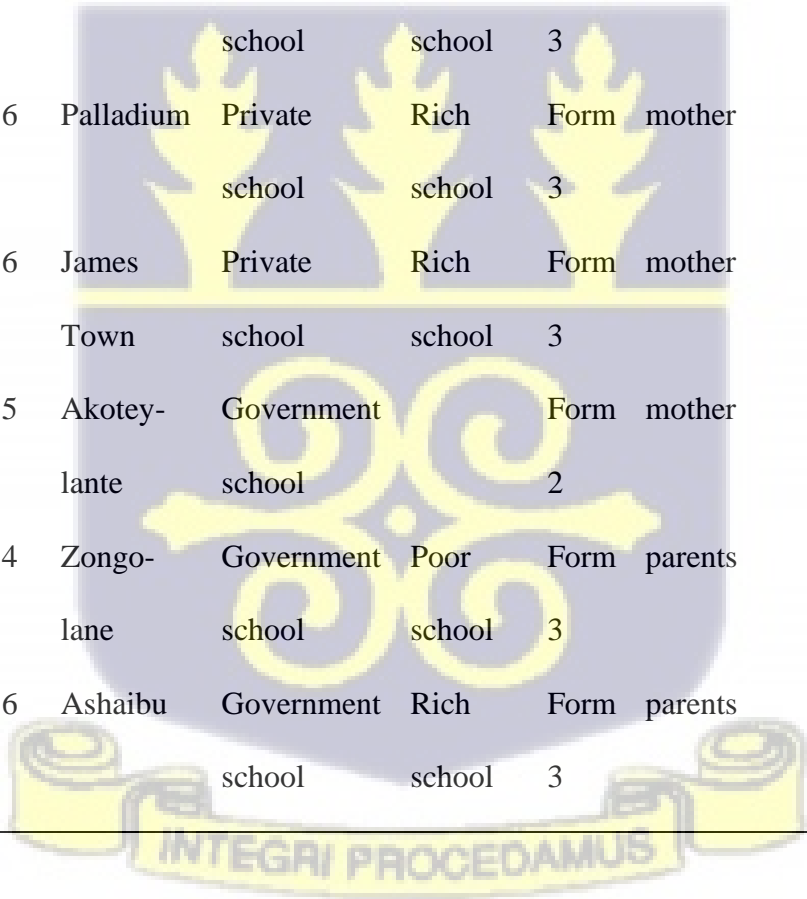 school school 3
6 Palladium Private Rich Form mother
school school 3
6 James Private Rich Form mother
Town school school 3
5 Akotey- Government Form mother
lante school 2
4 Zongo- Government Poor Form parents
lane school school 3
6 Ashaibu Government Rich Form parents
school school 3
INTEGRI PROCEDAMUS